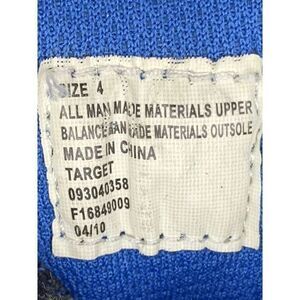 SIZE 4
ALL MAN MADE MATERIALS UPPER
BALANCE MAN MADE MATERIALS OUTSOLE
MADE IN CHINA
TARGET
093040358
F16849009
04/10